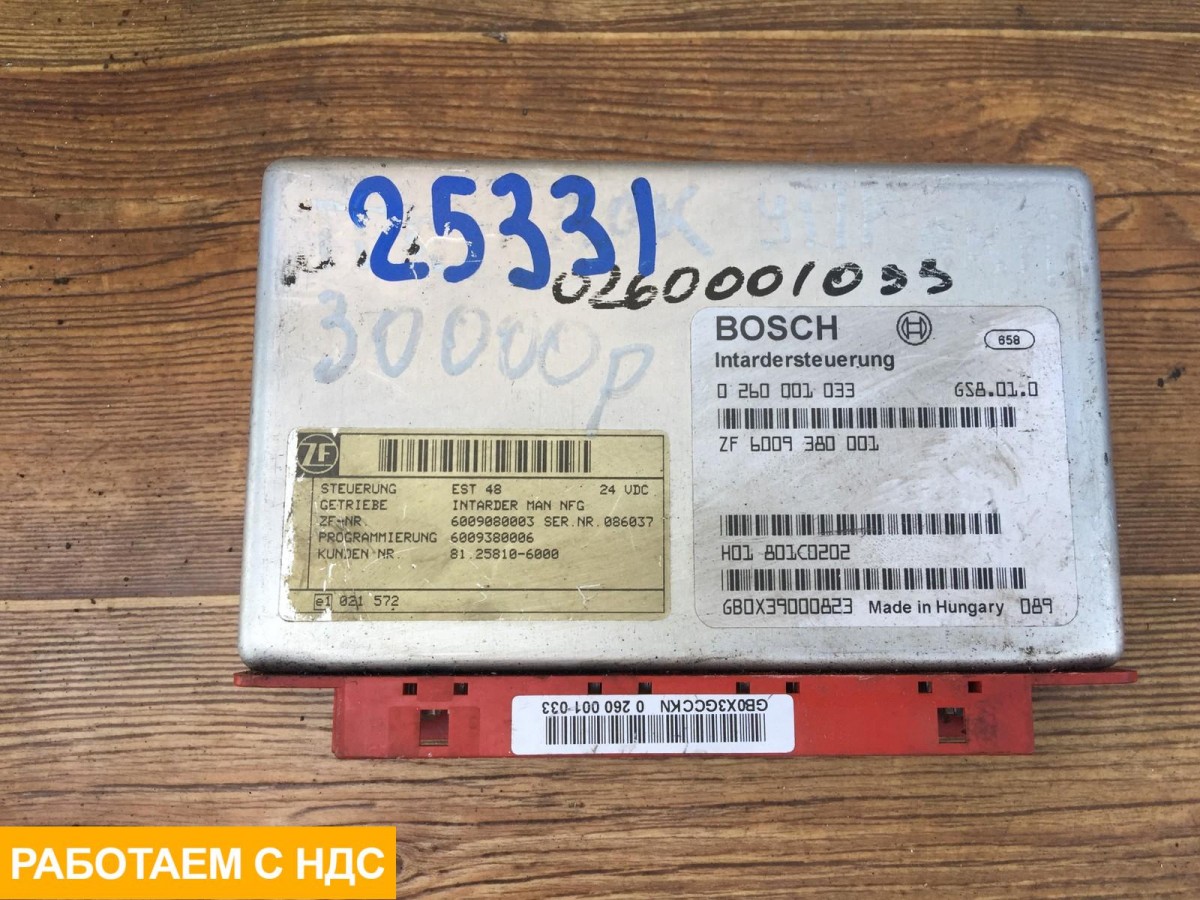 25331
0260001033
30000р
BOSCH
658
Intardersteuerung
0 260 001 033 GS8.01.0
ZF 6009 380 001
H01 801C0202
GB0X39000823 Made in Hungary 089
ZF
STEUERUNG EST 48 24 VDC
GETRIEBE INTARDER MAN NFG
ZF-NR. 6009080003 SER.NR.086037
PROGRAMMIERUNG 6009380006
KUNDEN NR. 81.25810-6000
e1 021 572
GB0X3GCCKN 0 260 001 033
РАБОТАЕМ С НДС